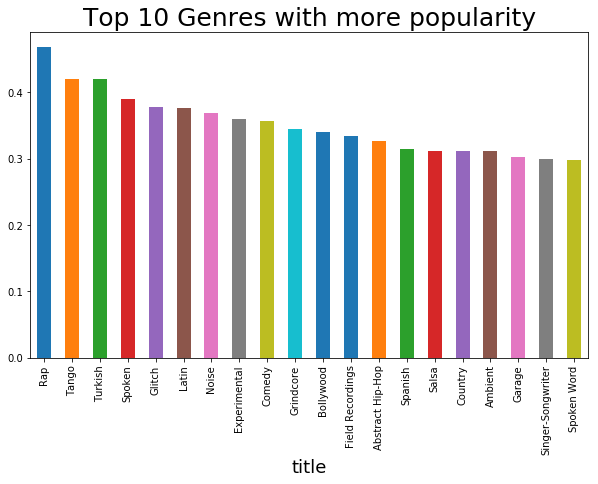 Top 10 Genres with more popularity
0.4
0.3
0.2
0.1
0.0
Rap
Tango
Turkish
Spoken
Glitch
Latin
Noise
Experimental
Comedy
Grindcore
Bollywood
Field Recordings
Abstract Hip-Hop
Spanish
Salsa
Country
Ambient
Garage
Singer-Songwriter
Spoken Word
title